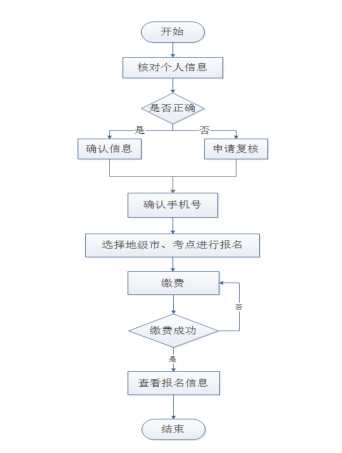 开始
核对个人信息
是否正确
是
否
确认信息
申请复核
确认手机号
选择地级市、考点进行报名
缴费
否
缴费成功
是
查看报名信息
结束